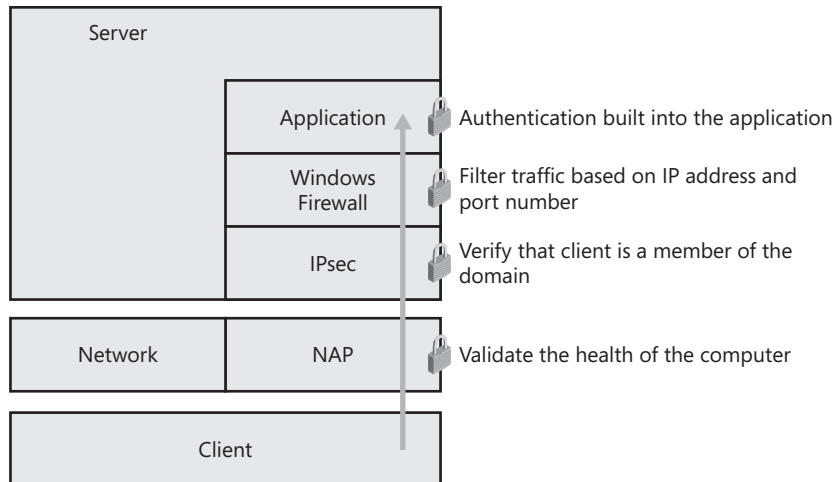 Server
Application
Authentication built into the application
Windows
Firewall
Filter traffic based on IP address and
port number
IPsec
Verify that client is a member of the
domain
Network
NAP
Validate the health of the computer
Client